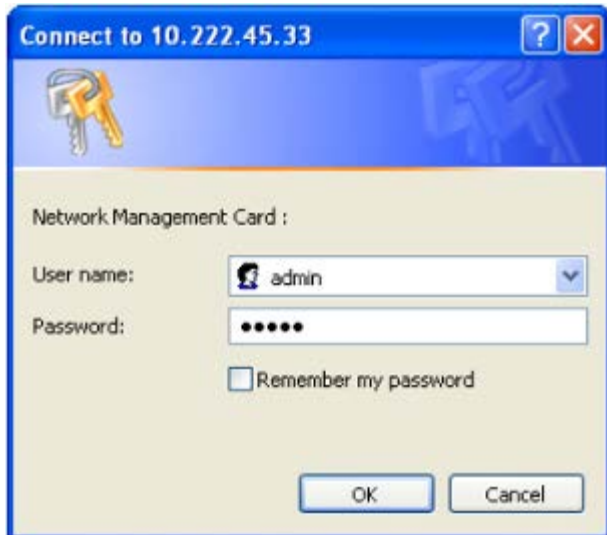 Connect to 10.222.45.33
Network Management Card :
User name:
admin
Password:
●●●●●
Remember my password
OK
Cancel